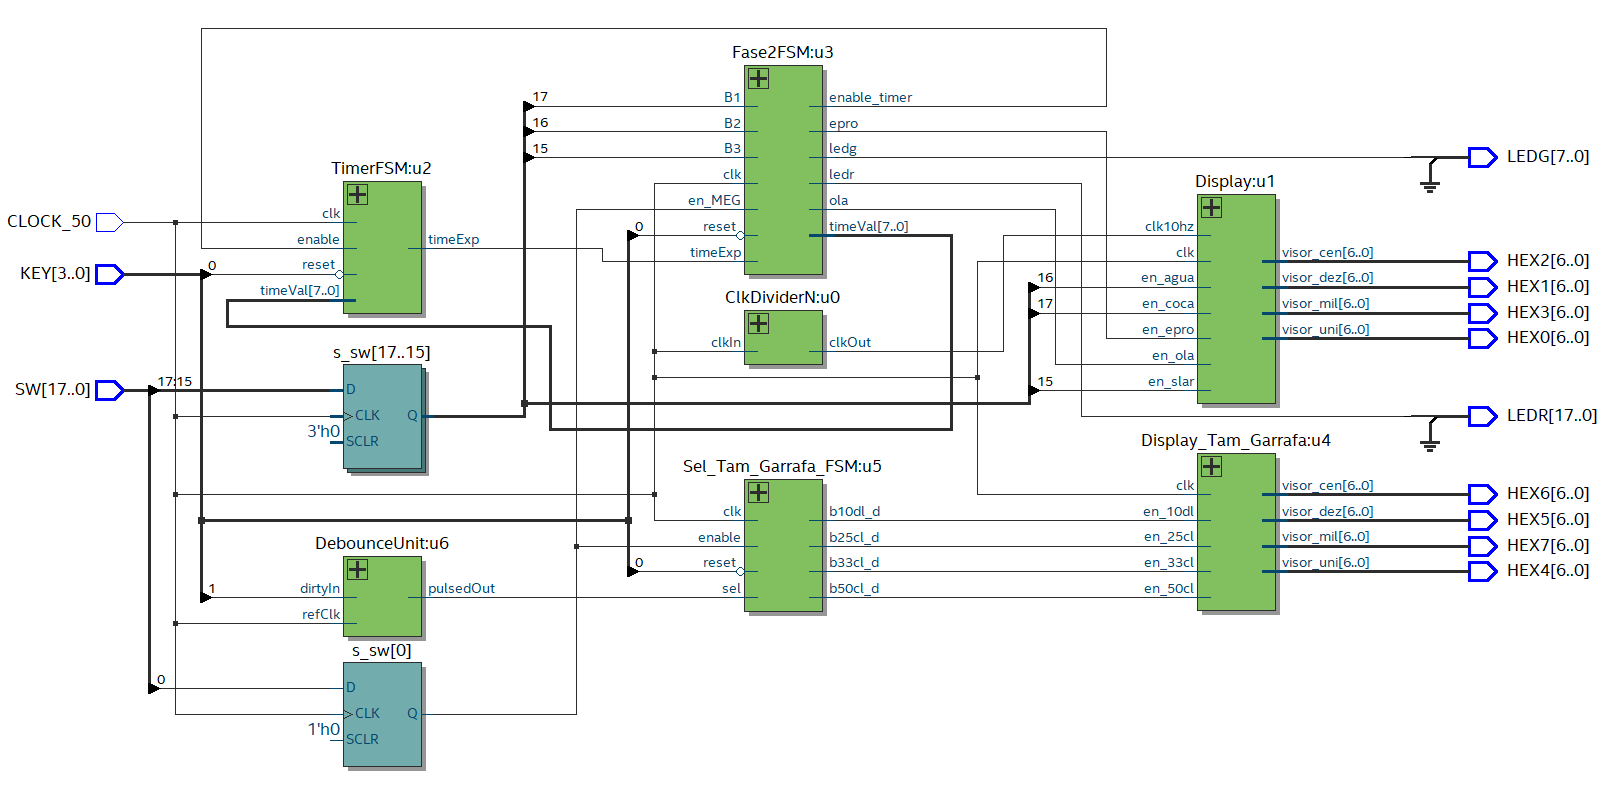 Fase2FSM:u3
17 B1 enable_timer
16 B2 epro
15 B3 ledg LEDG[7..0]
TimerFSM:u2
clk ledr
Display:u1
en_MEG ola
CLOCK_50 clk
0 reset timeVal[7..0] clk10hz
enable timeExp timeExp clk visor_cen[6..0] HEX2[6..0]
KEY[3..0] 0 reset
16 en_agua visor_dez[6..0] HEX1[6..0]
timeVal[7..0] ClkDividerN:u0 17 en_coca visor_mil[6..0] HEX3[6..0]
en_epro visor_uni[6..0] HEX0[6..0]
clkIn clkOut
s_sw[17..15] en_ola
SW[17..0] 17:15 D 15 en_slar
CLK Q LEDR[17..0]
3'h0 SCLR
Sel_Tam_Garrafa_FSM:u5 Display_Tam_Garrafa:u4
clk visor_cen[6..0] HEX6[6..0]
clk b10dl_d en_10dl visor_dez[6..0] HEX5[6..0]
DebounceUnit:u6 enable b25cl_d en_25cl visor_mil[6..0] HEX7[6..0]
0 reset b33cl_d en_33cl visor_uni[6..0] HEX4[6..0]
1 dirtyIn pulsedOut sel b50cl_d en_50cl
refClk
s_sw[0]
0 D
CLK Q
1'h0 SCLR